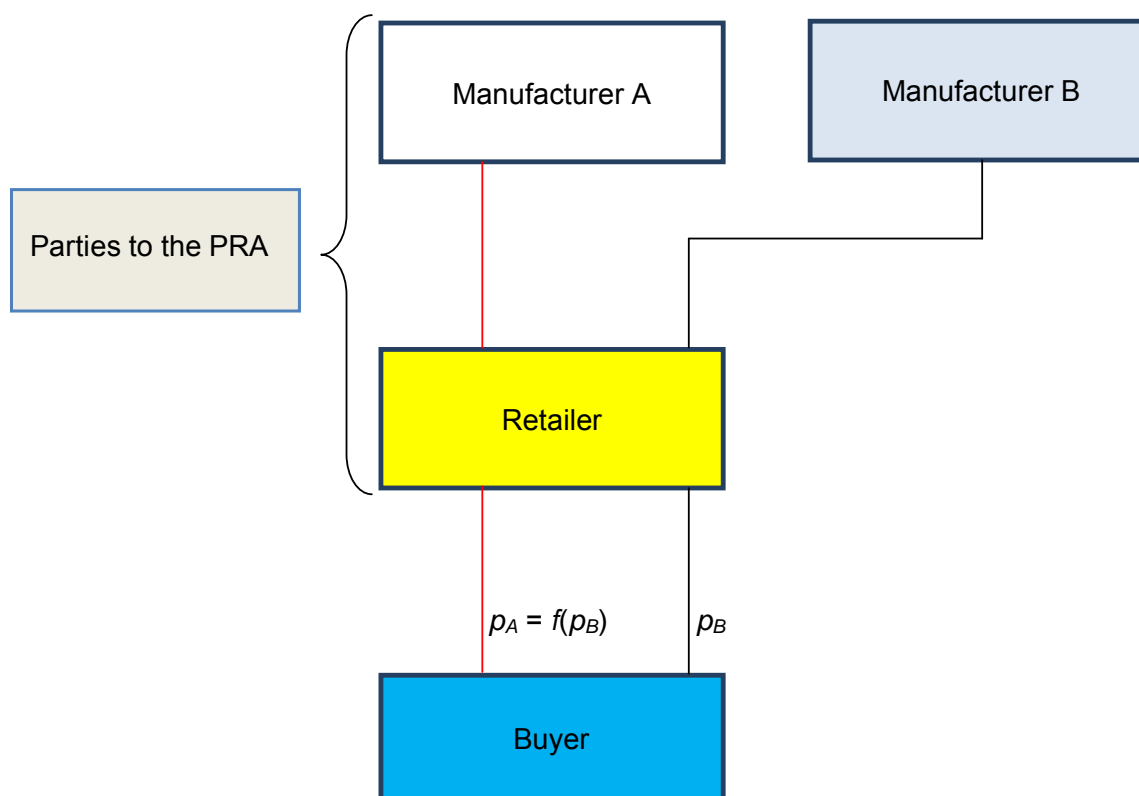 Manufacturer A
Manufacturer B
Parties to the PRA
Retailer
pA = f(pB)
pB
Buyer